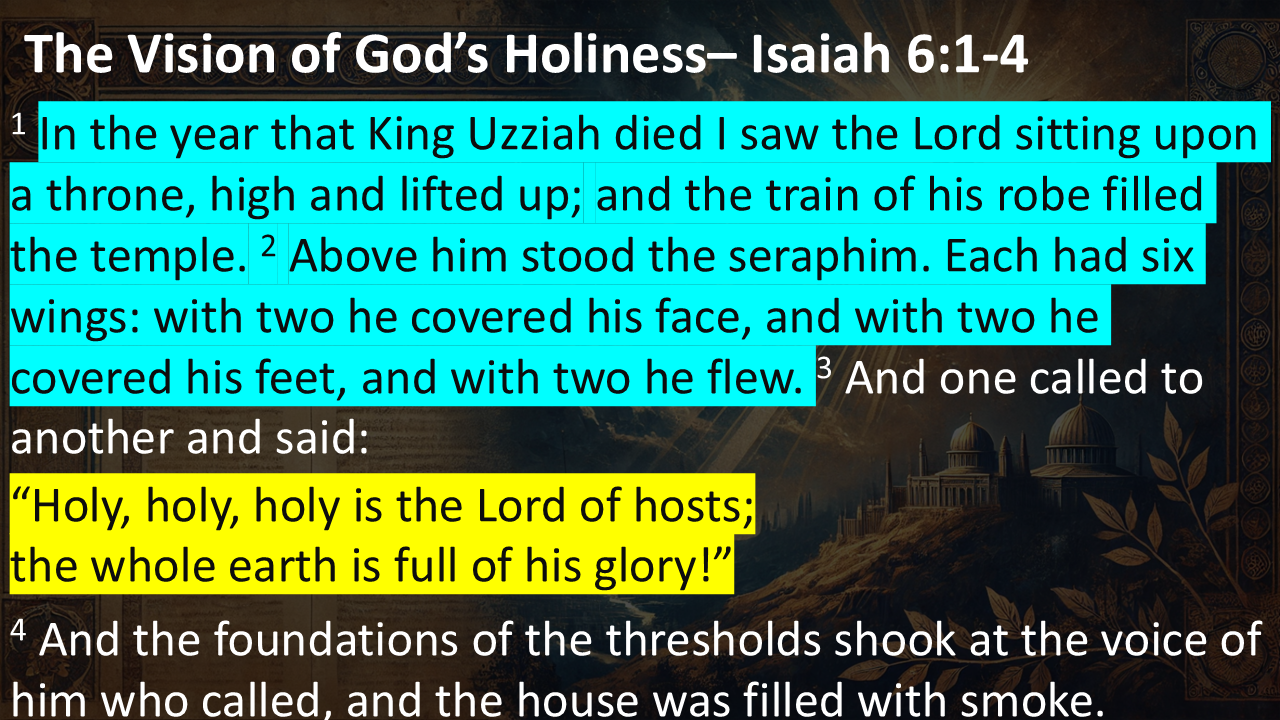 The Vision of God’s Holiness– Isaiah 6:1-4
1 In the year that King Uzziah died I saw the Lord sitting upon
a throne, high and lifted up; and the train of his robe filled
the temple. 2 Above him stood the seraphim. Each had six
wings: with two he covered his face, and with two he
covered his feet, and with two he flew. 3 And one called to
another and said:
“Holy, holy, holy is the Lord of hosts;
the whole earth is full of his glory!”
4 And the foundations of the thresholds shook at the voice of
him who called, and the house was filled with smoke.